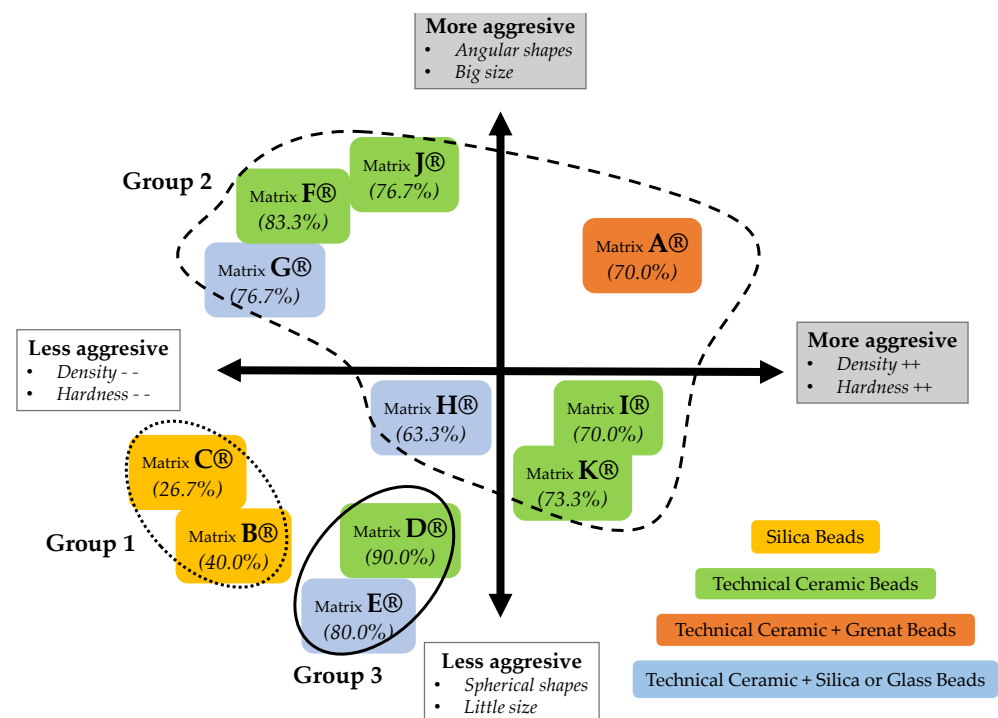 More aggressive
• Angular shapes
• Big size
Group 2
Matrix J®
(76.7%)
Matrix F®
(83.3%)
Matrix A®
(70.0%)
Matrix G®
(76.7%)
Less aggresive
• Density - -
• Hardness - -
More aggressive
• Density ++
• Hardness ++
Matrix H®
(63.3%)
Matrix I®
(70.0%)
Matrix C®
(26.7%)
Matrix K®
(73.3%)
Group 1
Matrix B®
(40.0%)
Matrix D®
(90.0%)
Matrix E®
(80.0%)
Group 3
Less aggressive
• Spherical shapes
• Little size
Silica Beads
Technical Ceramic Beads
Technical Ceramic + Grenat Beads
Technical Ceramic + Silica or Glass Beads